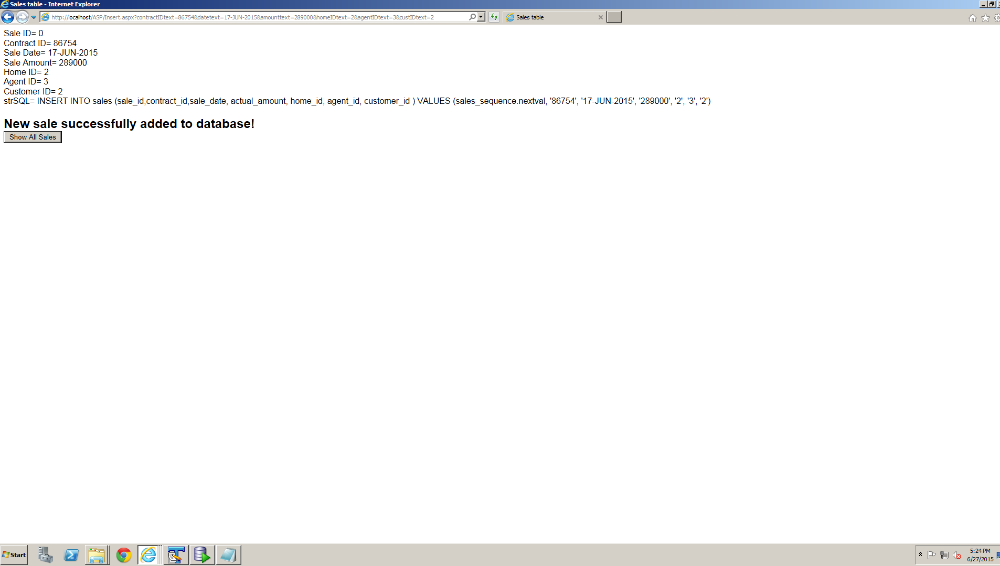 Sales table - Internet Explorer
http://localhost/ASP/Insert.aspx?contractIDtext=86754&datetext=17-JUN-2015&amounttext=289000&homeIDtext=2&agentIDtext=3&custIDtext=2
Sales table
Sale ID= 0
Contract ID= 86754
Sale Date= 17-JUN-2015
Sale Amount= 289000
Home ID= 2
Agent ID= 3
Customer ID= 2
strSQL= INSERT INTO sales (sale_id,contract_id,sale_date, actual_amount, home_id, agent_id, customer_id ) VALUES (sales_sequence.nextval, '86754', '17-JUN-2015', '289000', '2', '3', '2')
New sale successfully added to database!
Show All Sales
Start
5:24 PM
6/27/2015